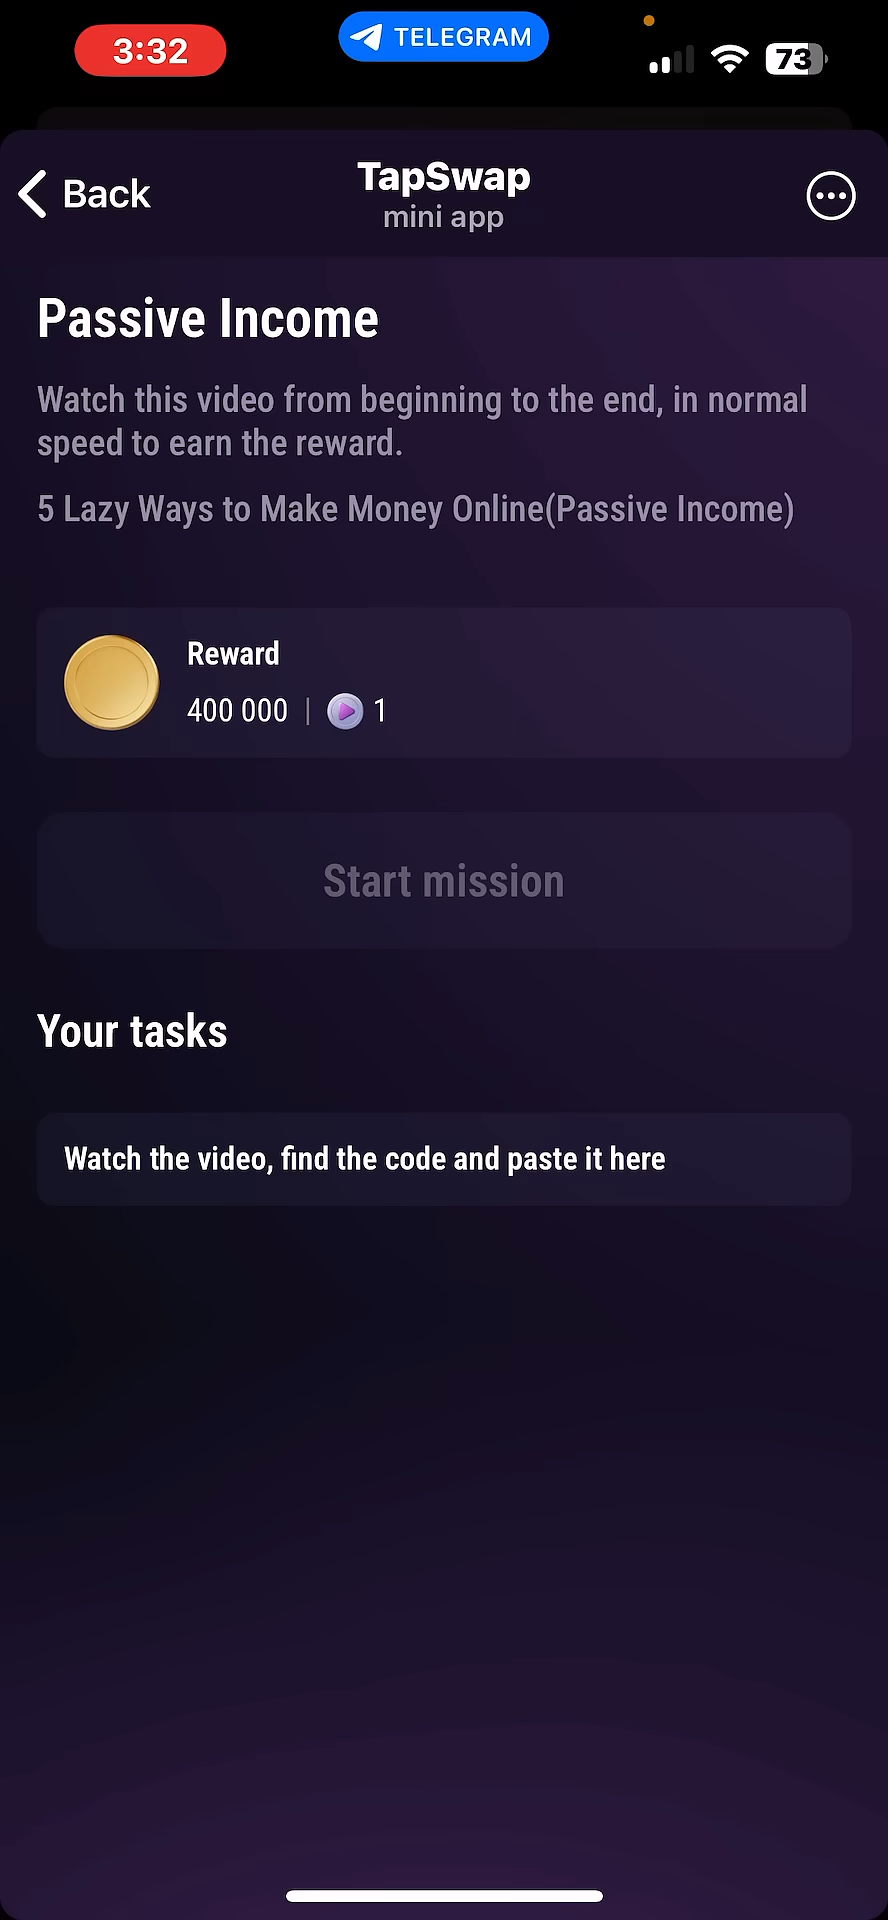 3:32
TELEGRAM
73
Back
TapSwap
mini app
Passive Income
Watch this video from beginning to the end, in normal
speed to earn the reward.
5 Lazy Ways to Make Money Online(Passive Income)
Reward
400 000 | 1
Start mission
Your tasks
Watch the video, find the code and paste it here